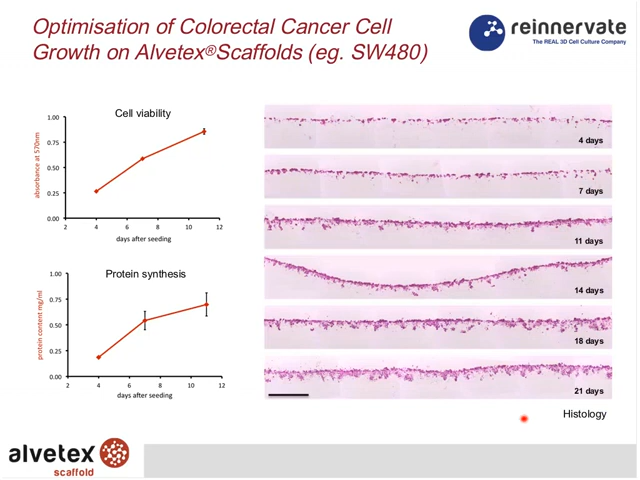 Optimisation of Colorectal Cancer Cell
Growth on Alvetex®Scaffolds (eg. SW480)
reinnervate
The REAL 3D Cell Culture Company
Cell viability
absorbance at 570nm
1.00
0.75
0.50
0.25
0.00
2 4 6 8 10 12
days after seeding
Protein synthesis
protein content mg/ml
1.00
0.75
0.50
0.25
0.00
2 4 6 8 10 12
days after seeding
4 days
7 days
11 days
14 days
18 days
21 days
Histology
alvetex
scaffold